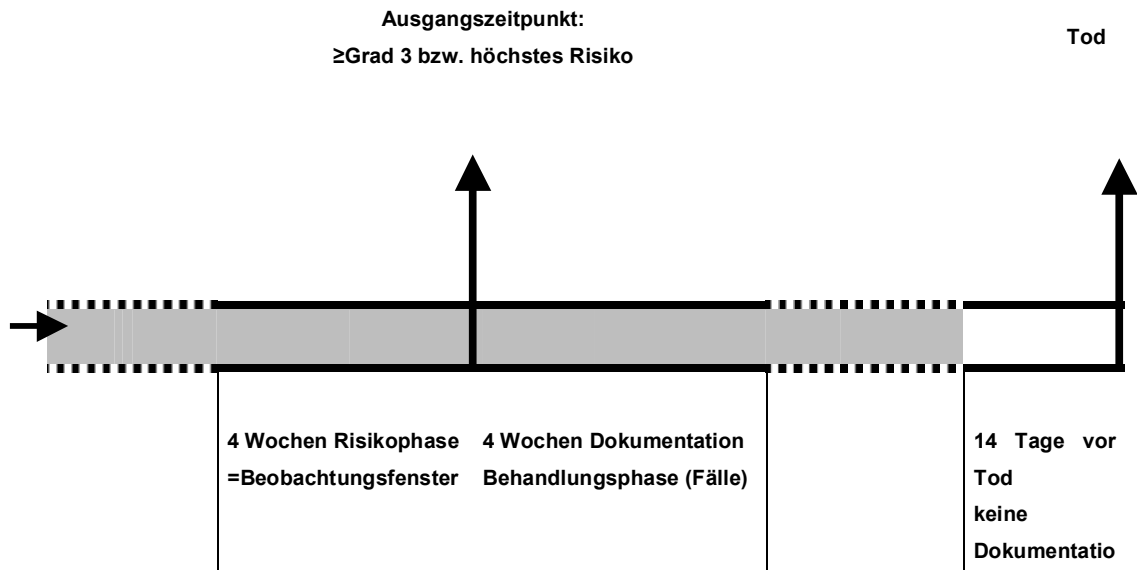 Ausgangszeitpunkt:
≥Grad 3 bzw. höchstes Risiko
Tod
4 Wochen Risikophase
=Beobachtungsfenster
4 Wochen Dokumentation
Behandlungsphase (Fälle)
14 Tage vor
Tod
keine
Dokumentatio